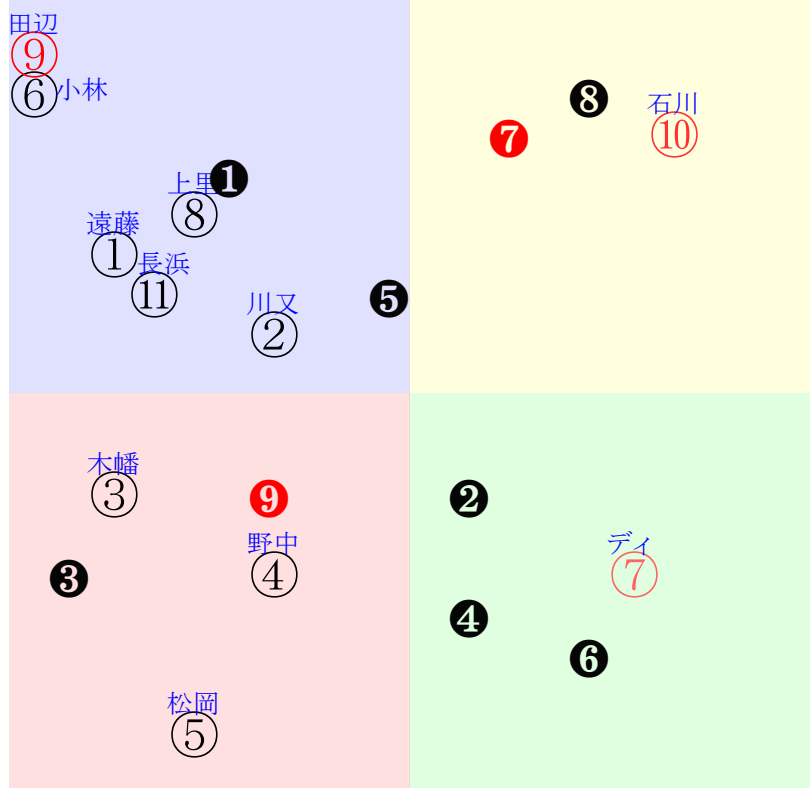 田辺
⑨
⑥小林
❽
石川
❼
⑩
上里❶
⑧
遠藤
①
長浜
⑪
❺
川又
②
木幡
③
❾
❷
野中
④
ディ
⑦
❸
❹
❻
松岡
⑤